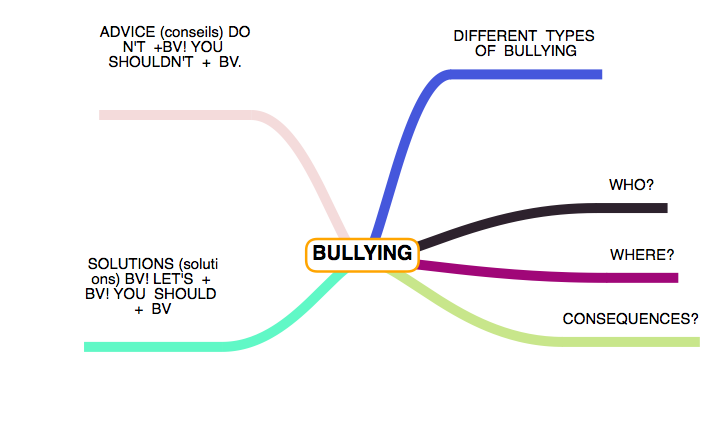 ADVICE (conseils) DO
N'T +BV! YOU
SHOULDN'T + BV.
DIFFERENT TYPES
OF BULLYING
WHO?
BULLYING
WHERE?
SOLUTIONS (soluti
ons) BV! LET'S +
BV! YOU SHOULD
+ BV
CONSEQUENCES?